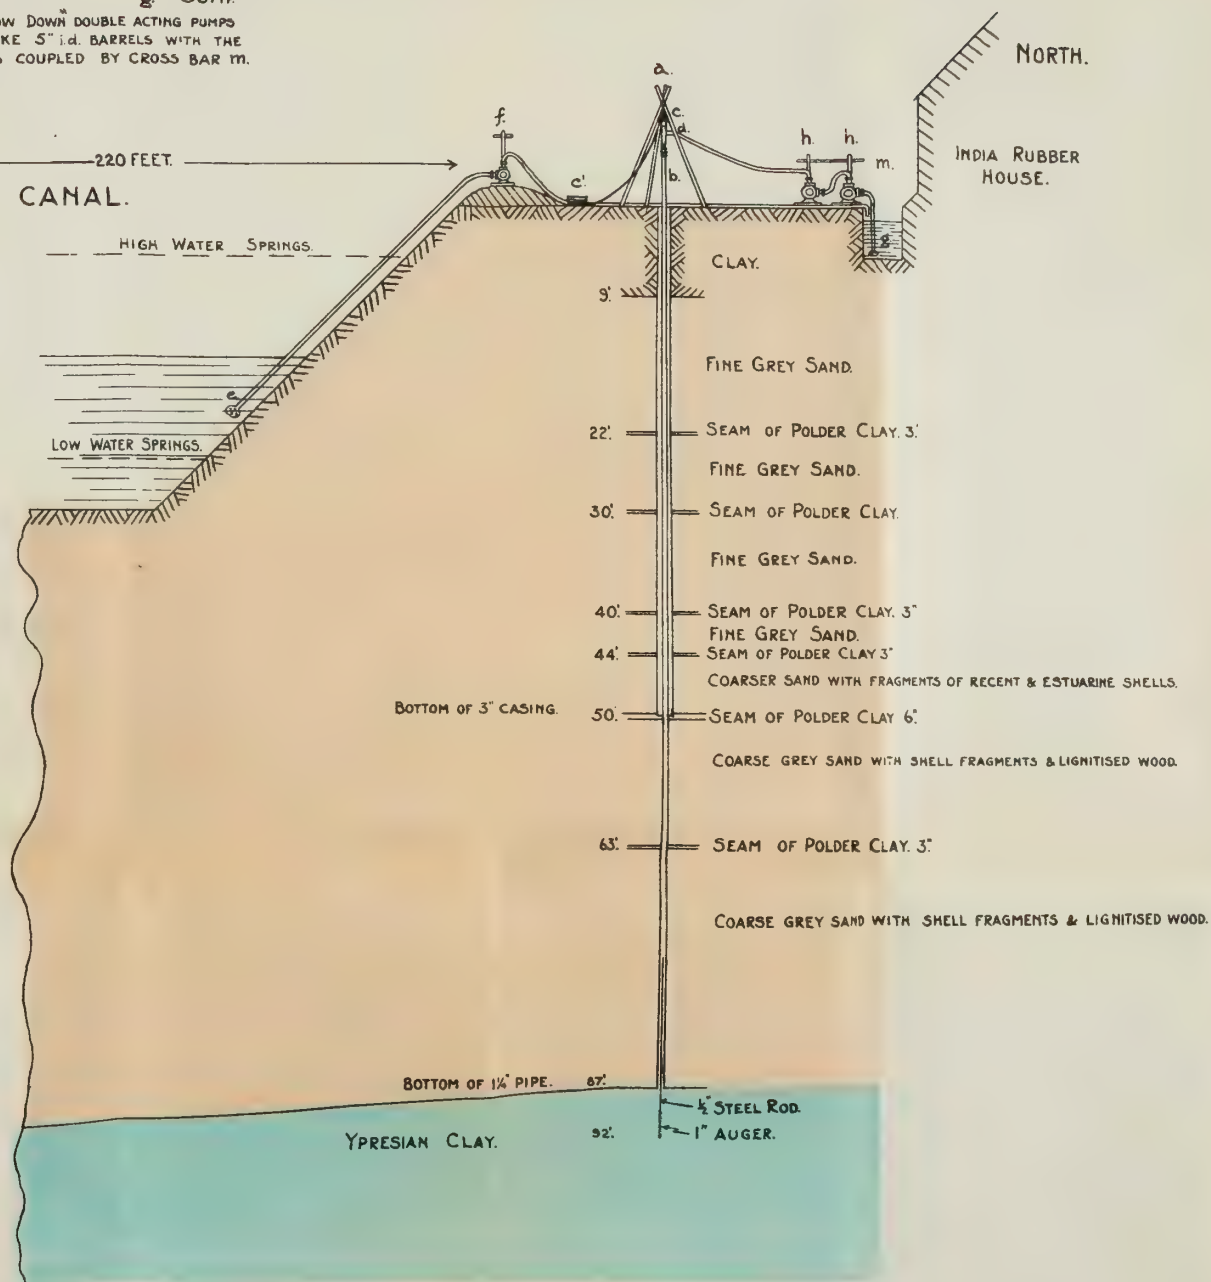 g. SUMP.
OW DOWN" DOUBLE ACTING PUMPS
KE 5" i.d. BARRELS WITH THE
COUPLED BY CROSS BAR m.
NORTH.
a.
f.
c.
d.
h. h.
m.
220 FEET.
INDIA RUBBER
HOUSE.
c'.
b.
CANAL.
g.
HIGH WATER SPRINGS.
CLAY.
9'.
FINE GREY SAND.
e.
22'. SEAM OF POLDER CLAY. 3.'
LOW WATER SPRINGS.
FINE GREY SAND.
30'. SEAM OF POLDER CLAY.
FINE GREY SAND.
40'. SEAM OF POLDER CLAY. 3"
FINE GREY SAND.
44'. SEAM OF POLDER CLAY 3"
COARSER SAND WITH FRAGMENTS OF RECENT & ESTUARINE SHELLS.
BOTTOM OF 3" CASING. 50'. SEAM OF POLDER CLAY 6".
COARSE GREY SAND WITH SHELL FRAGMENTS & LIGNITISED WOOD.
63'. SEAM OF POLDER CLAY. 3".
COARSE GREY SAND WITH SHELL FRAGMENTS & LIGNITISED WOOD.
BOTTOM OF 1¼" PIPE. 87'.
½" STEEL ROD.
YPRESIAN CLAY. 92'. 1" AUGER.